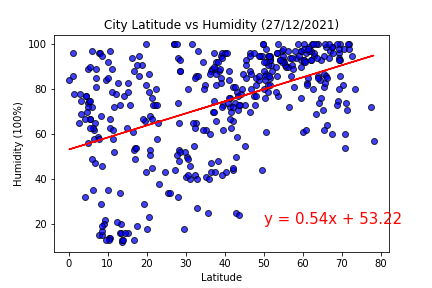 City Latitude vs Humidity (27/12/2021)
100
80
60
40
20
Humidity (100%)
y = 0.54x + 53.22
0 10 20 30 40 50 60 70 80
Latitude